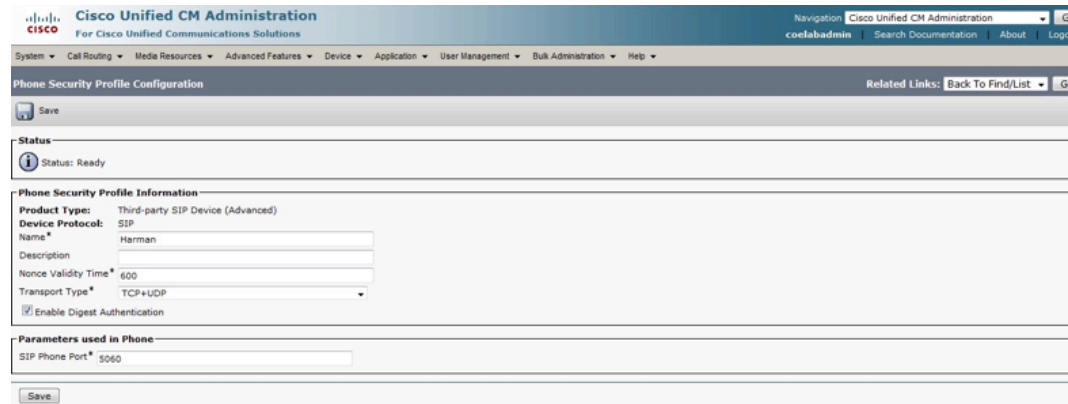 Cisco Unified CM Administration
Navigation Cisco Unified CM Administration
CISCO For Cisco Unified Communications Solutions
coelabadmin | Search Documentation | About
System Call Routing Media Resources Advanced Features Device Application User Management Bulk Administration Help
Phone Security Profile Configuration Related Links: Back To Find/List
Save
Status
Status: Ready
Phone Security Profile Information
Product Type: Third-party SIP Device (Advanced)
Device Protocol: SIP
Name* Harman
Description
Nonce Validity Time* 600
Transport Type* TCP+UDP
Enable Digest Authentication
Parameters used in Phone
SIP Phone Port* 5060
Save